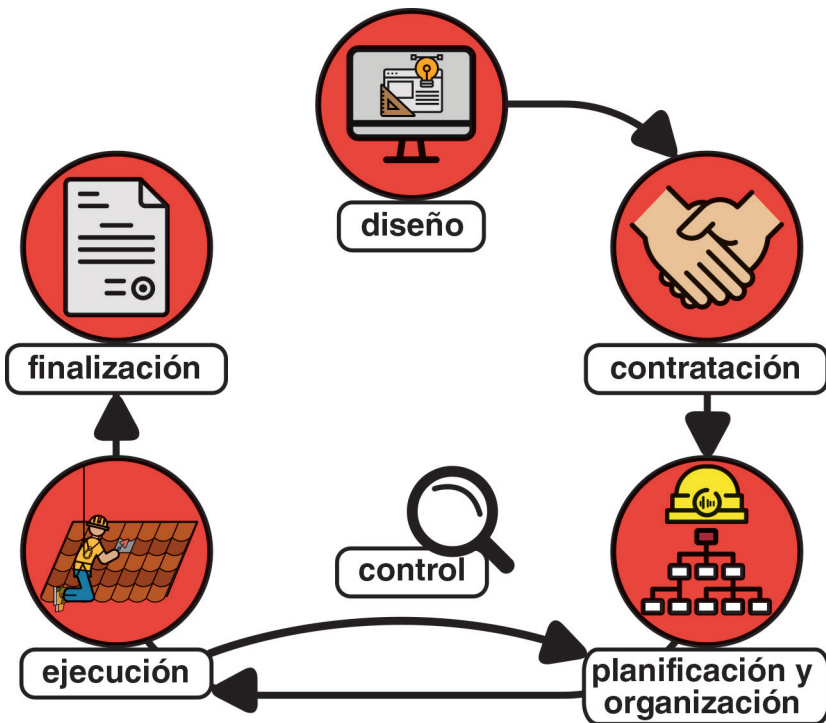 diseño
finalización
contratación
control
ejecución
planificación y
organización